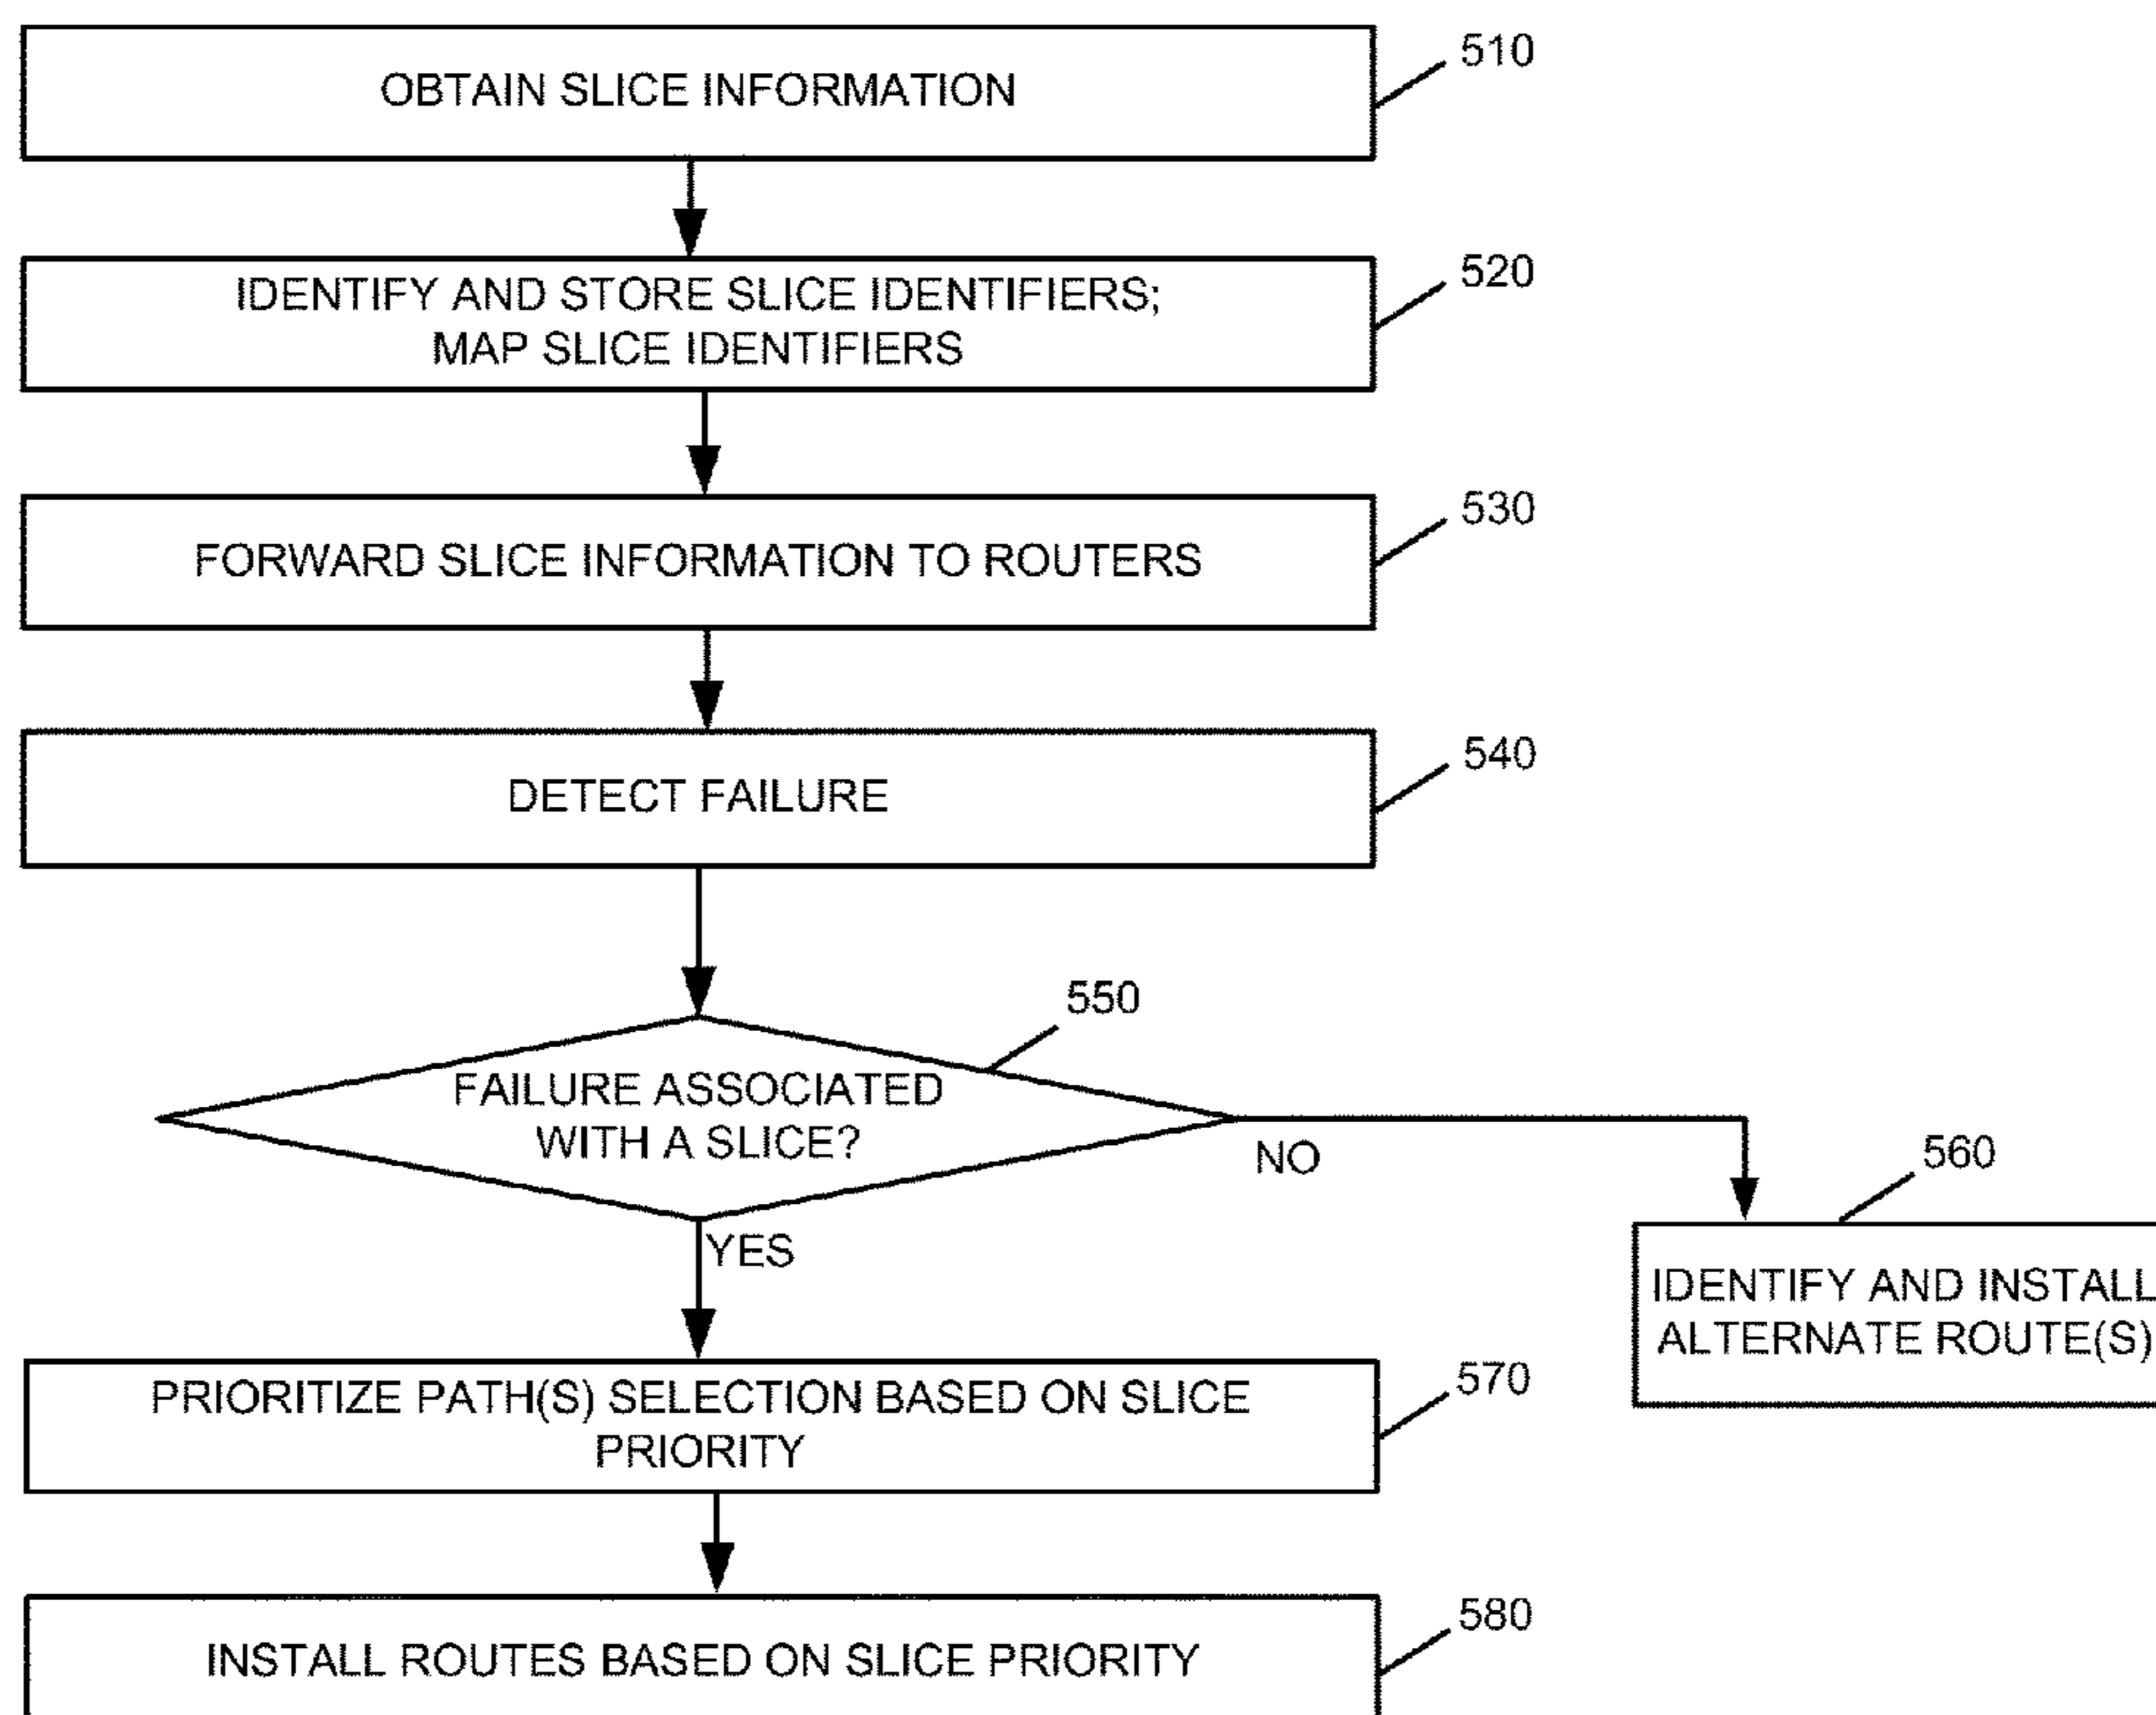 OBTAIN SLICE INFORMATION
510
IDENTIFY AND STORE SLICE IDENTIFIERS;
MAP SLICE IDENTIFIERS
520
FORWARD SLICE INFORMATION TO ROUTERS
530
DETECT FAILURE
540
550
FAILURE ASSOCIATED
WITH A SLICE?
NO
YES
560
IDENTIFY AND INSTALL
ALTERNATE ROUTE(S)
PRIORITIZE PATH(S) SELECTION BASED ON SLICE
PRIORITY
570
INSTALL ROUTES BASED ON SLICE PRIORITY
580